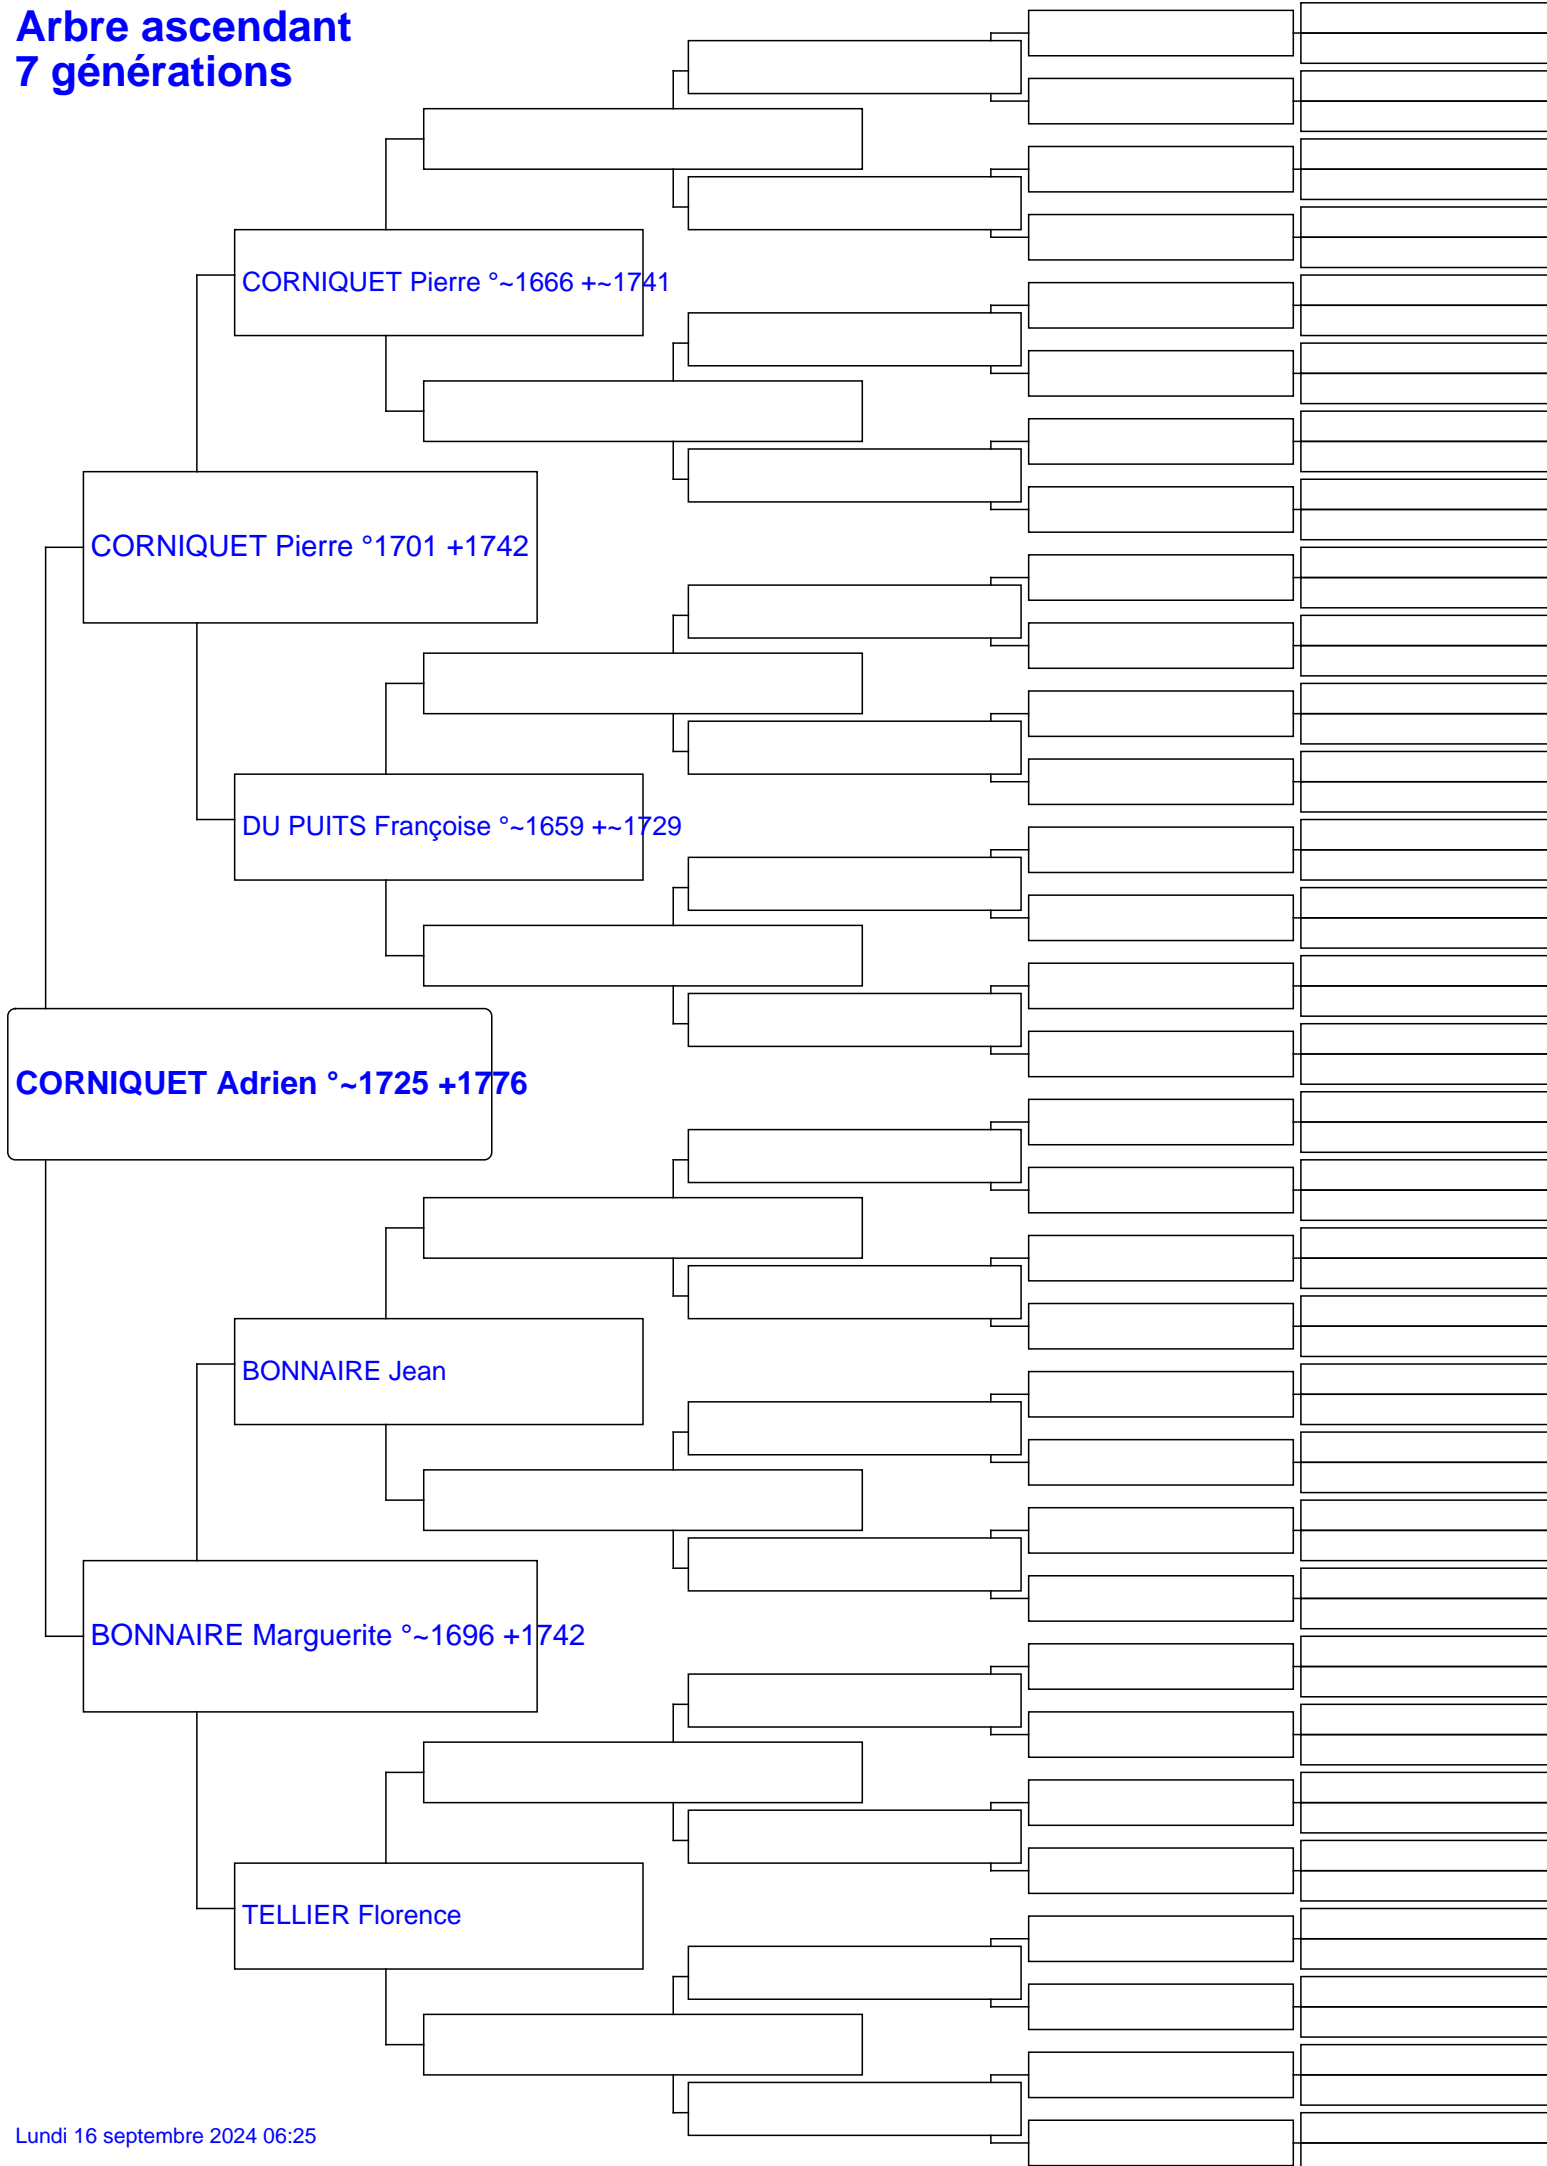 Arbre ascendant
7 générations
CORNIQUET Pierre °~1666 +~1741
CORNIQUET Pierre °1701 +1742
DU PUITS Françoise °~1659 +~1729
CORNIQUET Adrien °~1725 +1776
BONNAIRE Jean
BONNAIRE Marguerite °~1696 +1742
TELLIER Florence
Lundi 16 septembre 2024 06:25